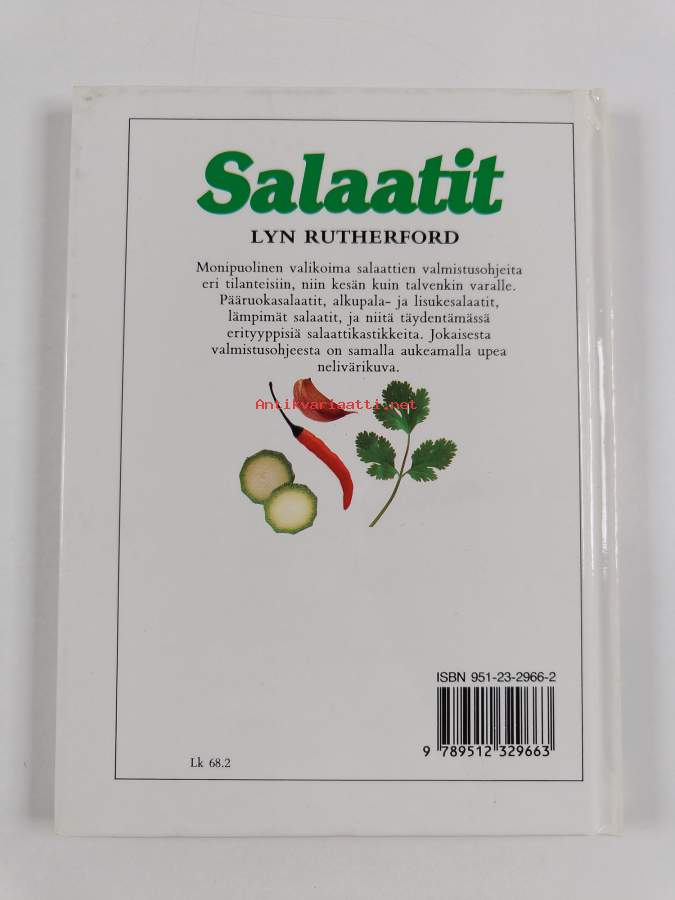 Salaatit
LYN RUTHERFORD
Monipuolinen valikoima salaattien valmistusohjeita
eri tilanteisiin, niin kesän kuin talvenkin varalle.
Pääruokasalaatit, alkupala- ja lisukesalaatit,
lämpimät salaatit, ja niitä täydentämässä
erityyppisiä salaattikastikkeita. Jokaisesta
valmistusohjeesta on samalla aukeamalla upea
nelivärikuva.
Antikvariaatti.net
ISBN 951-23-2966-2
9 789512 329663
Lk 68.2